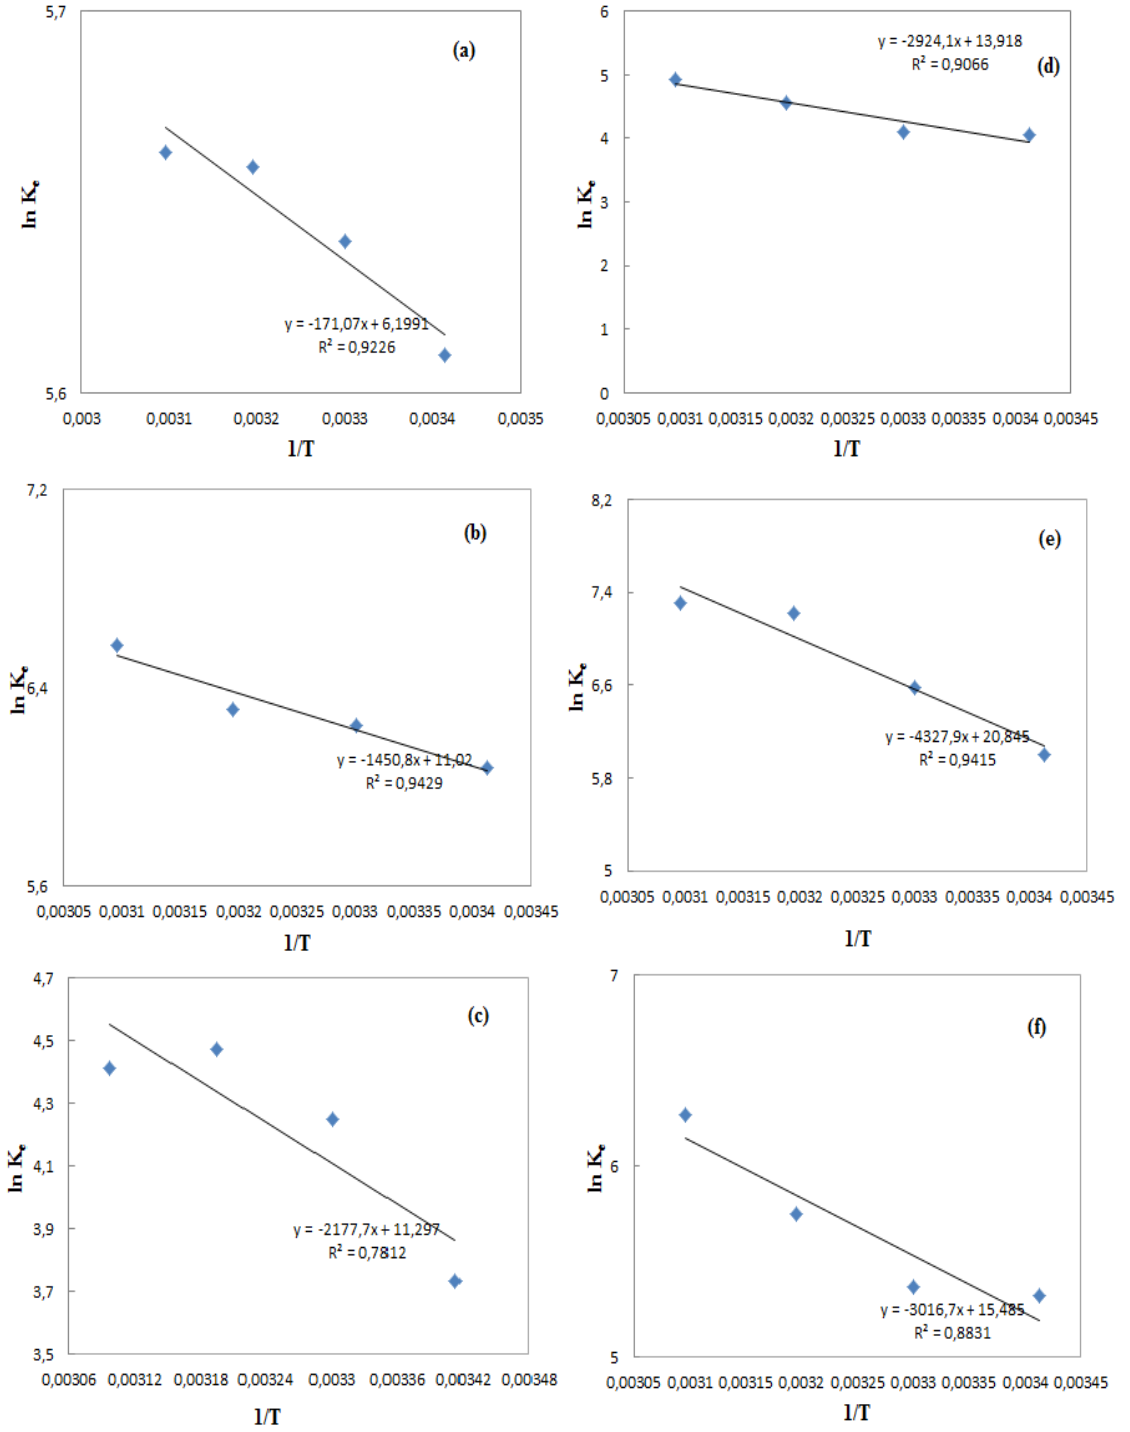 5,7
(a)
ln Ke
y = -171,07x + 6,1991
R² = 0,9226
5,6
0,003 0,0031 0,0032 0,0033 0,0034 0,0035
1/T
6
y = -2924,1x + 13,918
R² = 0,9066
(d)
5
4
ln Ke
3
2
1
0
0,00305 0,0031 0,00315 0,0032 0,00325 0,0033 0,00335 0,0034 0,00345
1/T
7,2
(b)
ln Ke
6,4
y = -1450,8x + 11,02
R² = 0,9429
5,6
0,00305 0,0031 0,00315 0,0032 0,00325 0,0033 0,00335 0,0034 0,00345
1/T
8,2
(e)
7,4
ln Ke
6,6
y = -4327,9x + 20,845
R² = 0,9415
5,8
5
0,00305 0,0031 0,00315 0,0032 0,00325 0,0033 0,00335 0,0034 0,00345
1/T
4,7
(c)
4,5
4,3
ln Ke
4,1
3,9
y = -2177,7x + 11,297
R² = 0,7812
3,7
3,5
0,00306 0,00312 0,00318 0,00324 0,0033 0,00336 0,00342 0,00348
1/T
7
(f)
ln Ke
6
y = -3016,7x + 15,485
R² = 0,8831
5
0,00305 0,0031 0,00315 0,0032 0,00325 0,0033 0,00335 0,0034 0,00345
1/T